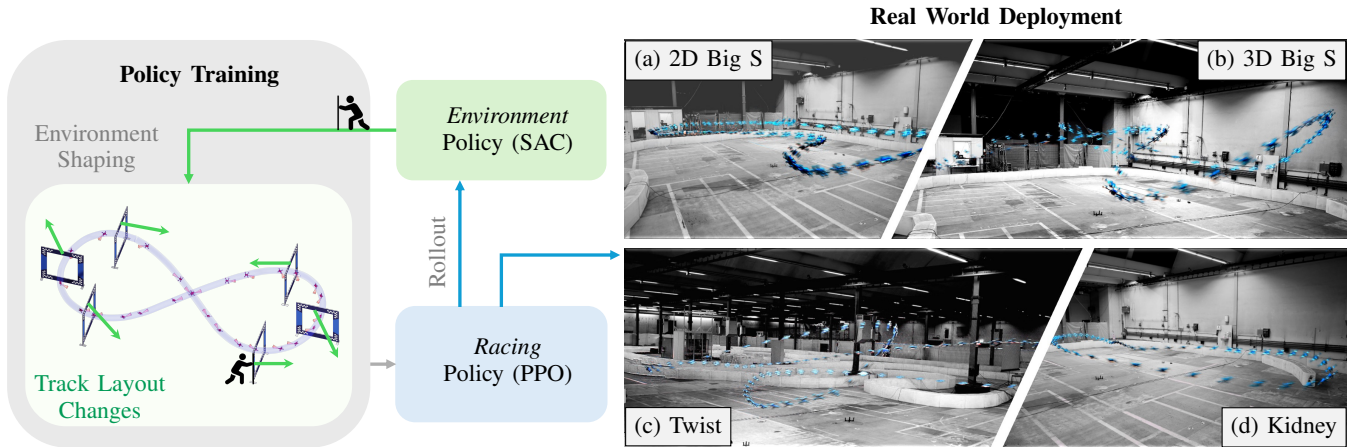 Real World Deployment
Policy Training
Environment
Shaping
Track Layout
Changes
Environment
Policy (SAC)
Rollout
Racing
Policy (PPO)
(a) 2D Big S
(b) 3D Big S
(c) Twist
(d) Kidney